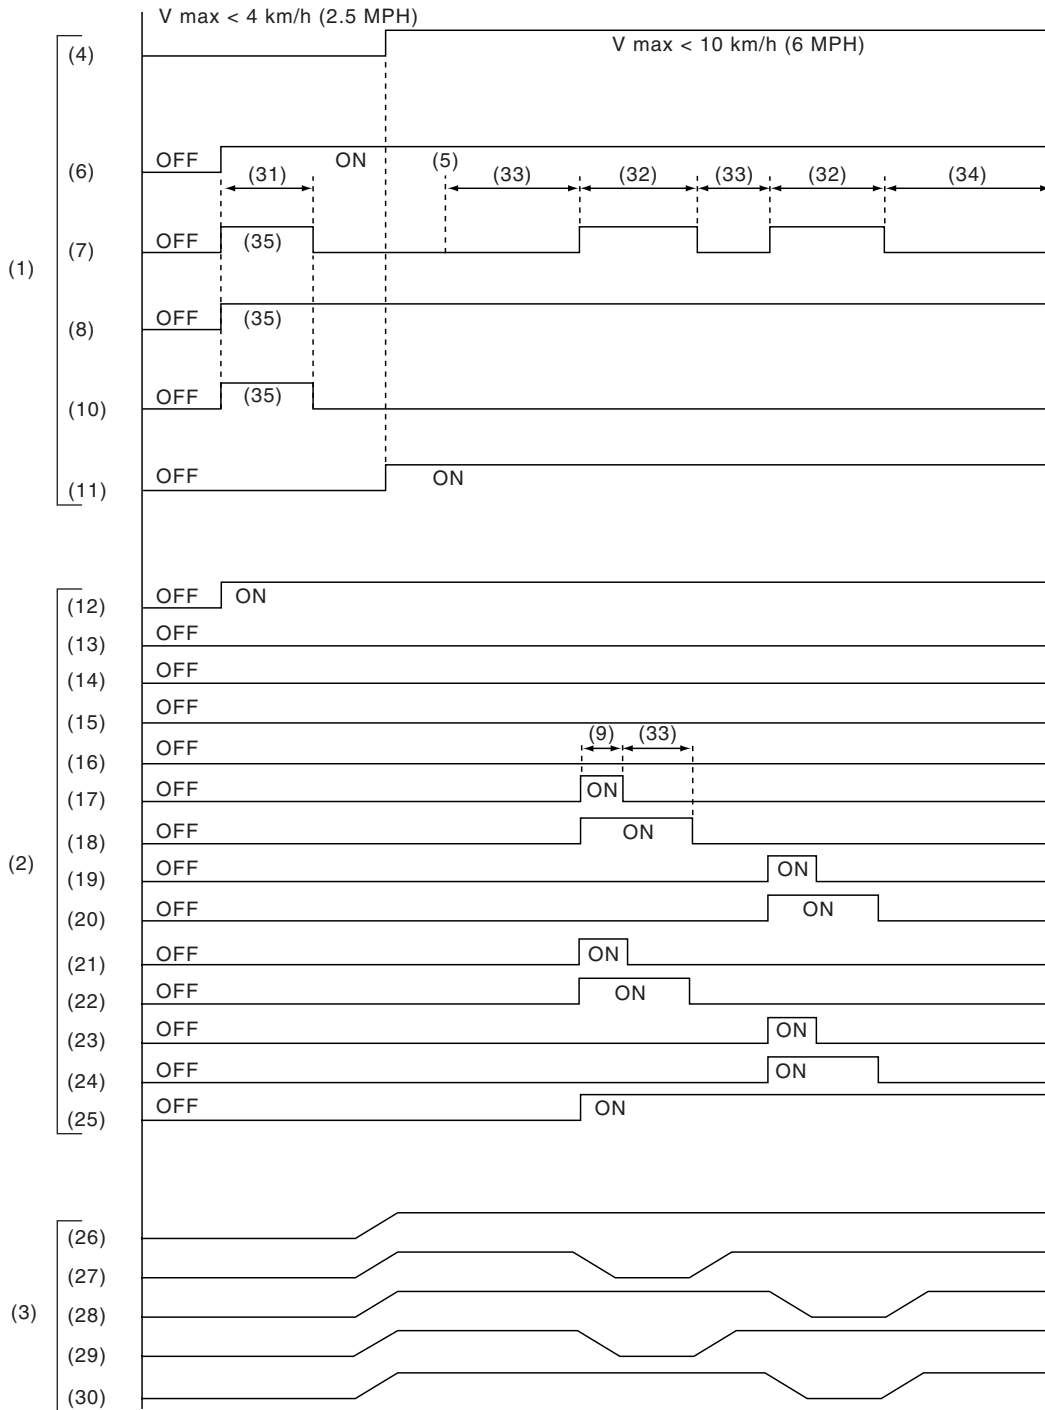 V max < 4 km/h (2.5 MPH)
(4) V max < 10 km/h (6 MPH)
(6) OFF ON (5)
(31) (33) (32) (33) (32) (34)
(7) OFF (35)
(1)
(8) OFF (35)
(10) OFF (35)
(11) OFF ON
(12) OFF ON
(13) OFF
(14) OFF
(15) OFF
(9) (33)
(16) OFF
(17) OFF ON
(18) OFF ON
(2)
(19) OFF ON
(20) OFF ON
(21) OFF ON
(22) OFF ON
(23) OFF ON
(24) OFF ON
(25) OFF ON
(26)
(27)
(3)
(28)
(29)
(30)